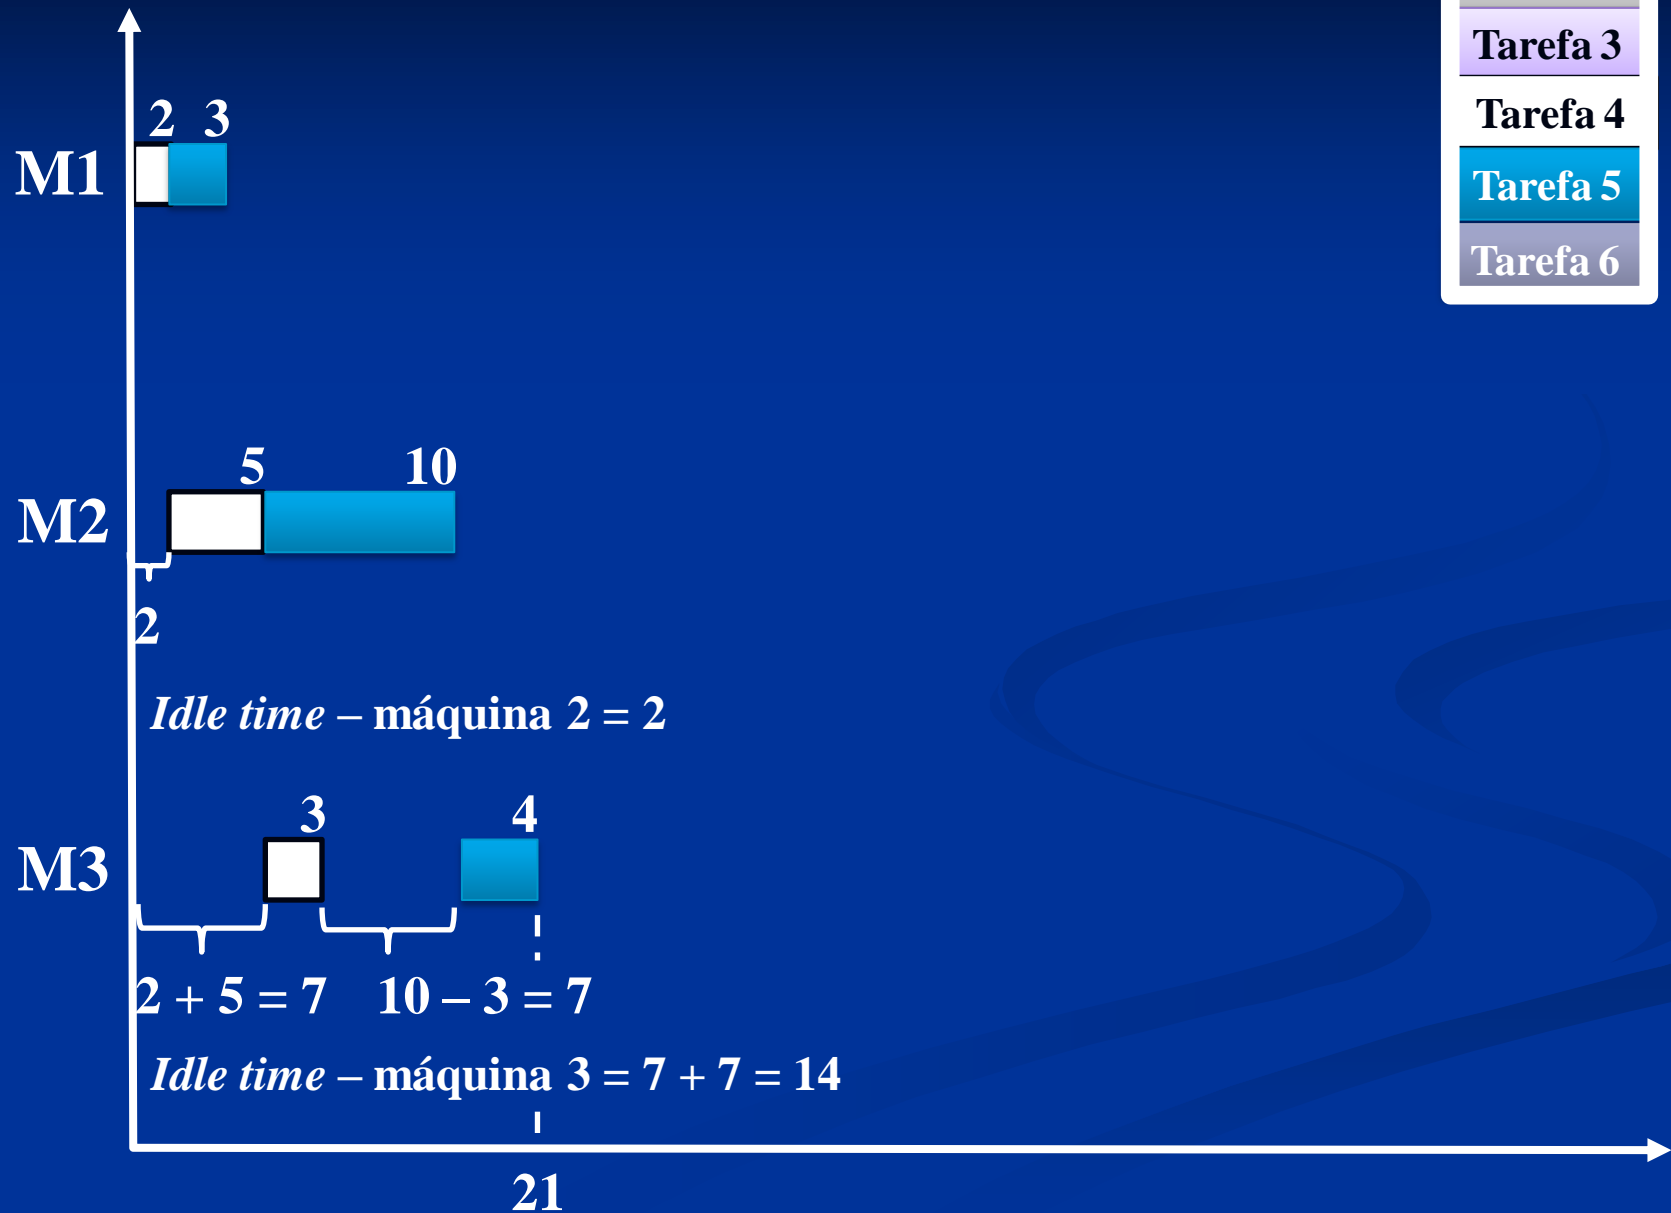 Tarefa 3
Tarefa 4
Tarefa 5
Tarefa 6
2 3
M1
5 10
M2
2
Idle time – máquina 2 = 2
3 4
M3
2 + 5 = 7 10 – 3 = 7
Idle time – máquina 3 = 7 + 7 = 14
21